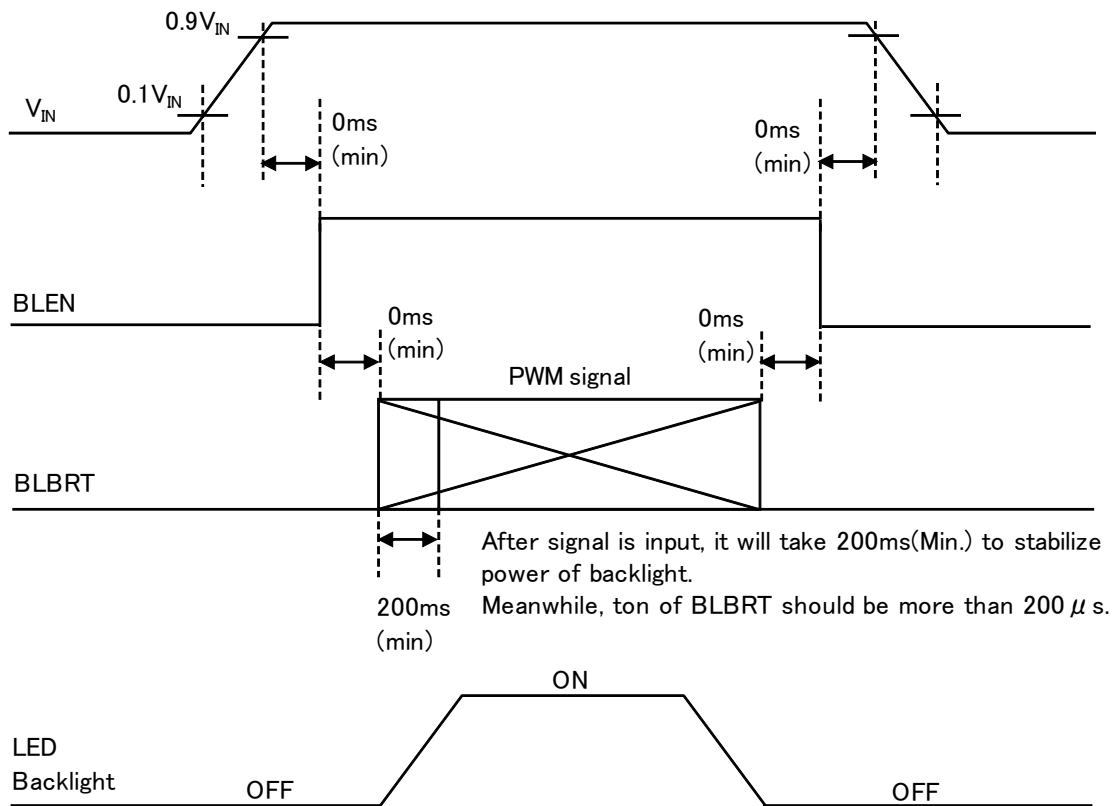 0.9VIN
0.1VIN
VIN
0ms
(min)
0ms
(min)
BLEN
0ms
(min)
0ms
(min)
PWM signal
BLBRT
After signal is input, it will take 200ms(Min.) to stabilize
power of backlight.
Meanwhile, ton of BLBRT should be more than 200μs.
200ms
(min)
ON
LED
Backlight
OFF
OFF